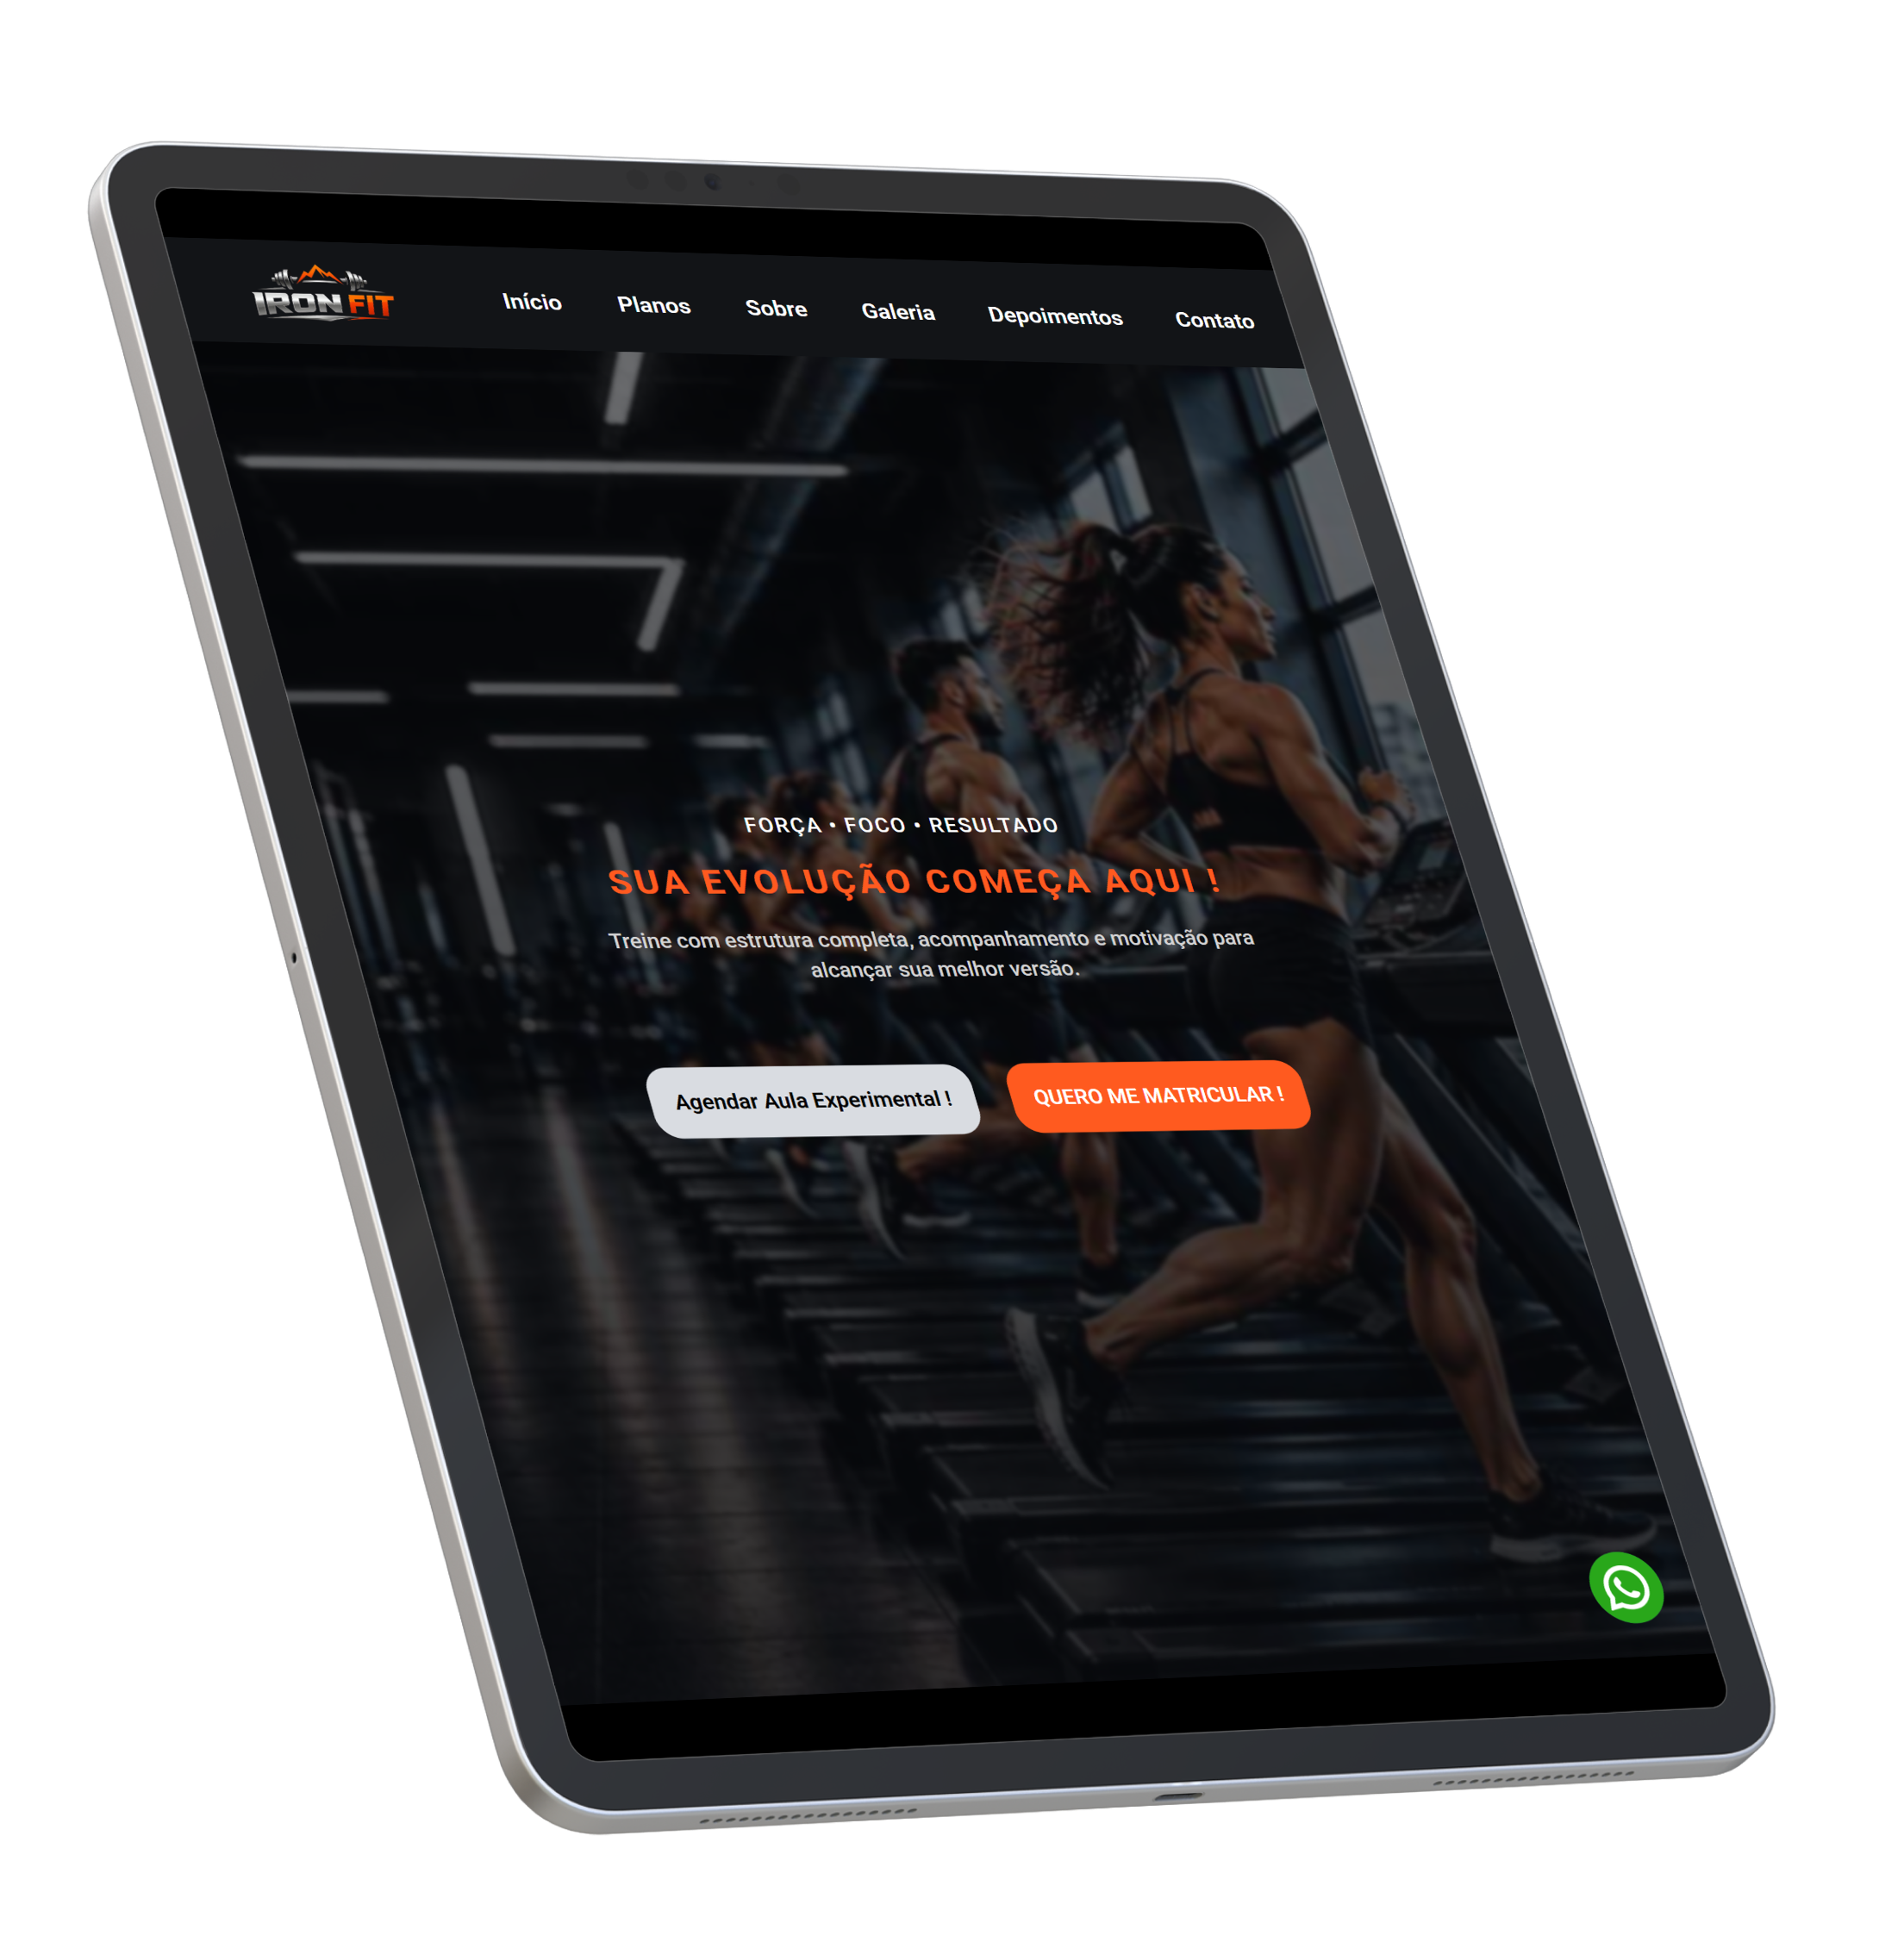 IRON FIT
Início Planos Sobre Galeria Depoimentos Contato
FORÇA • FOCO • RESULTADO
SUA EVOLUÇÃO COMEÇA AQUI !
Treine com estrutura completa, acompanhamento e motivação para
alcançar sua melhor versão.
Agendar Aula Experimental ! QUERO ME MATRICULAR !